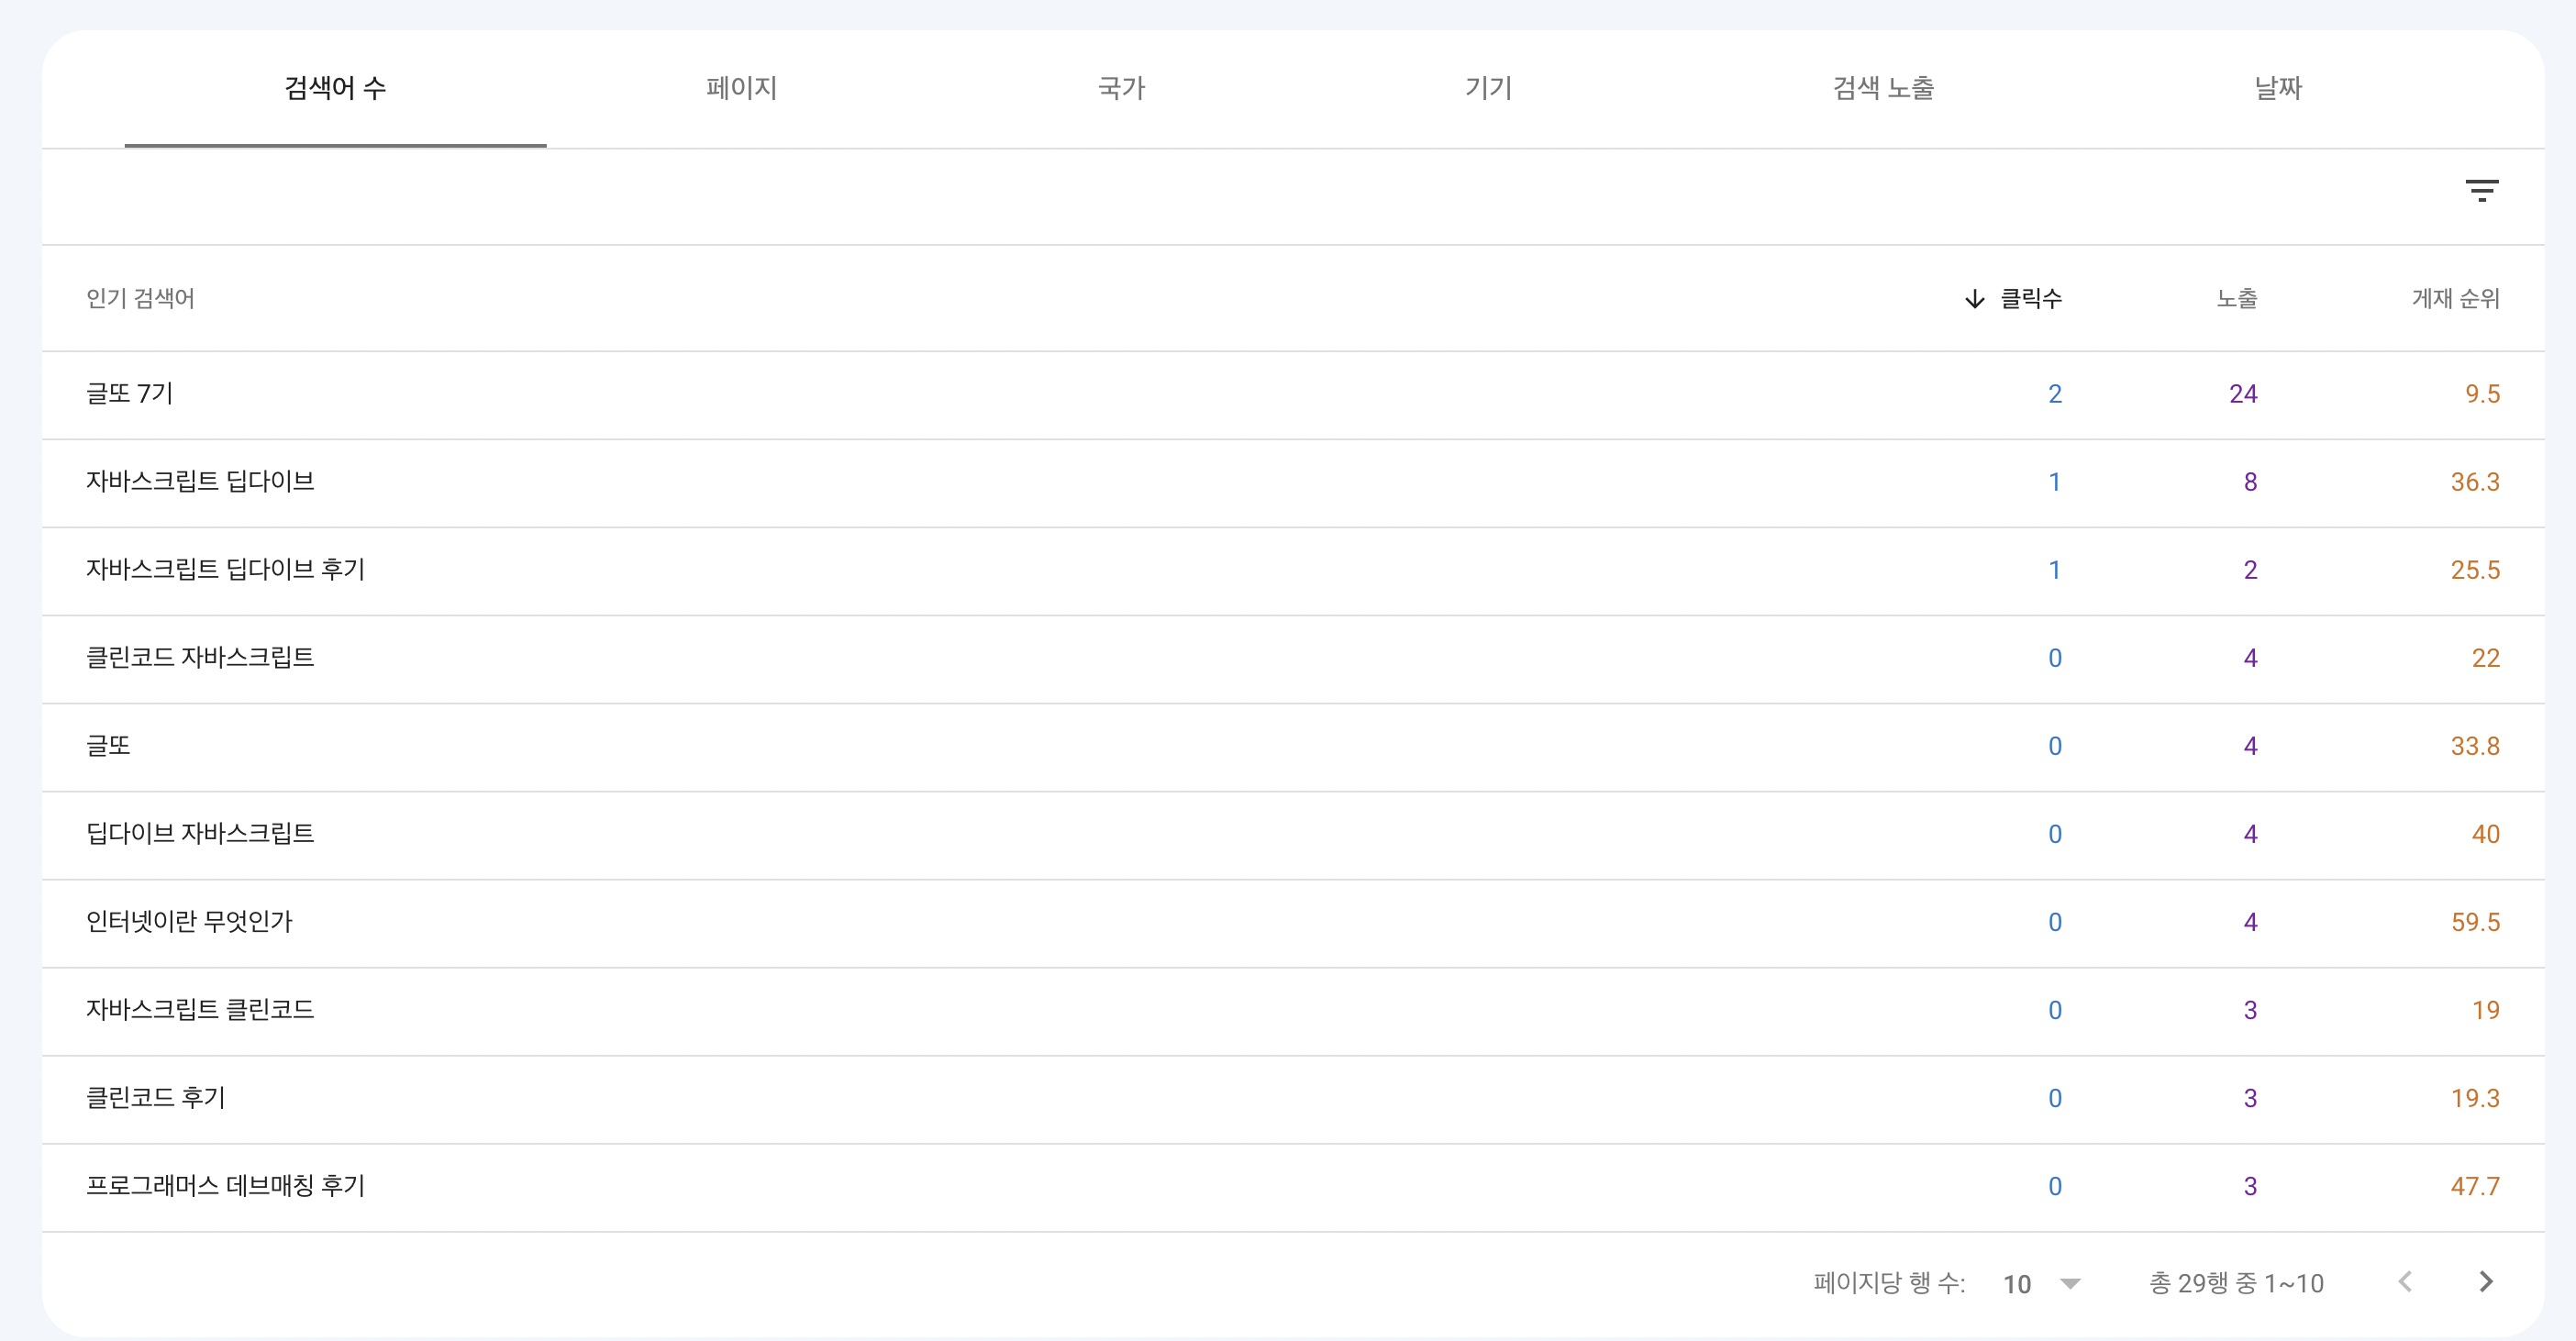 검색어 수 페이지 국가 기기 검색 노출 날짜
인기 검색어 클릭수 노출 게재 순위
글또 7기 2 24 9.5
자바스크립트 딥다이브 1 8 36.3
자바스크립트 딥다이브 후기 1 2 25.5
클린코드 자바스크립트 0 4 22
글또 0 4 33.8
딥다이브 자바스크립트 0 4 40
인터넷이란 무엇인가 0 4 59.5
자바스크립트 클린코드 0 3 19
클린코드 후기 0 3 19.3
프로그래머스 데브매칭 후기 0 3 47.7
페이지당 행 수: 10 총 29행 중 1~10